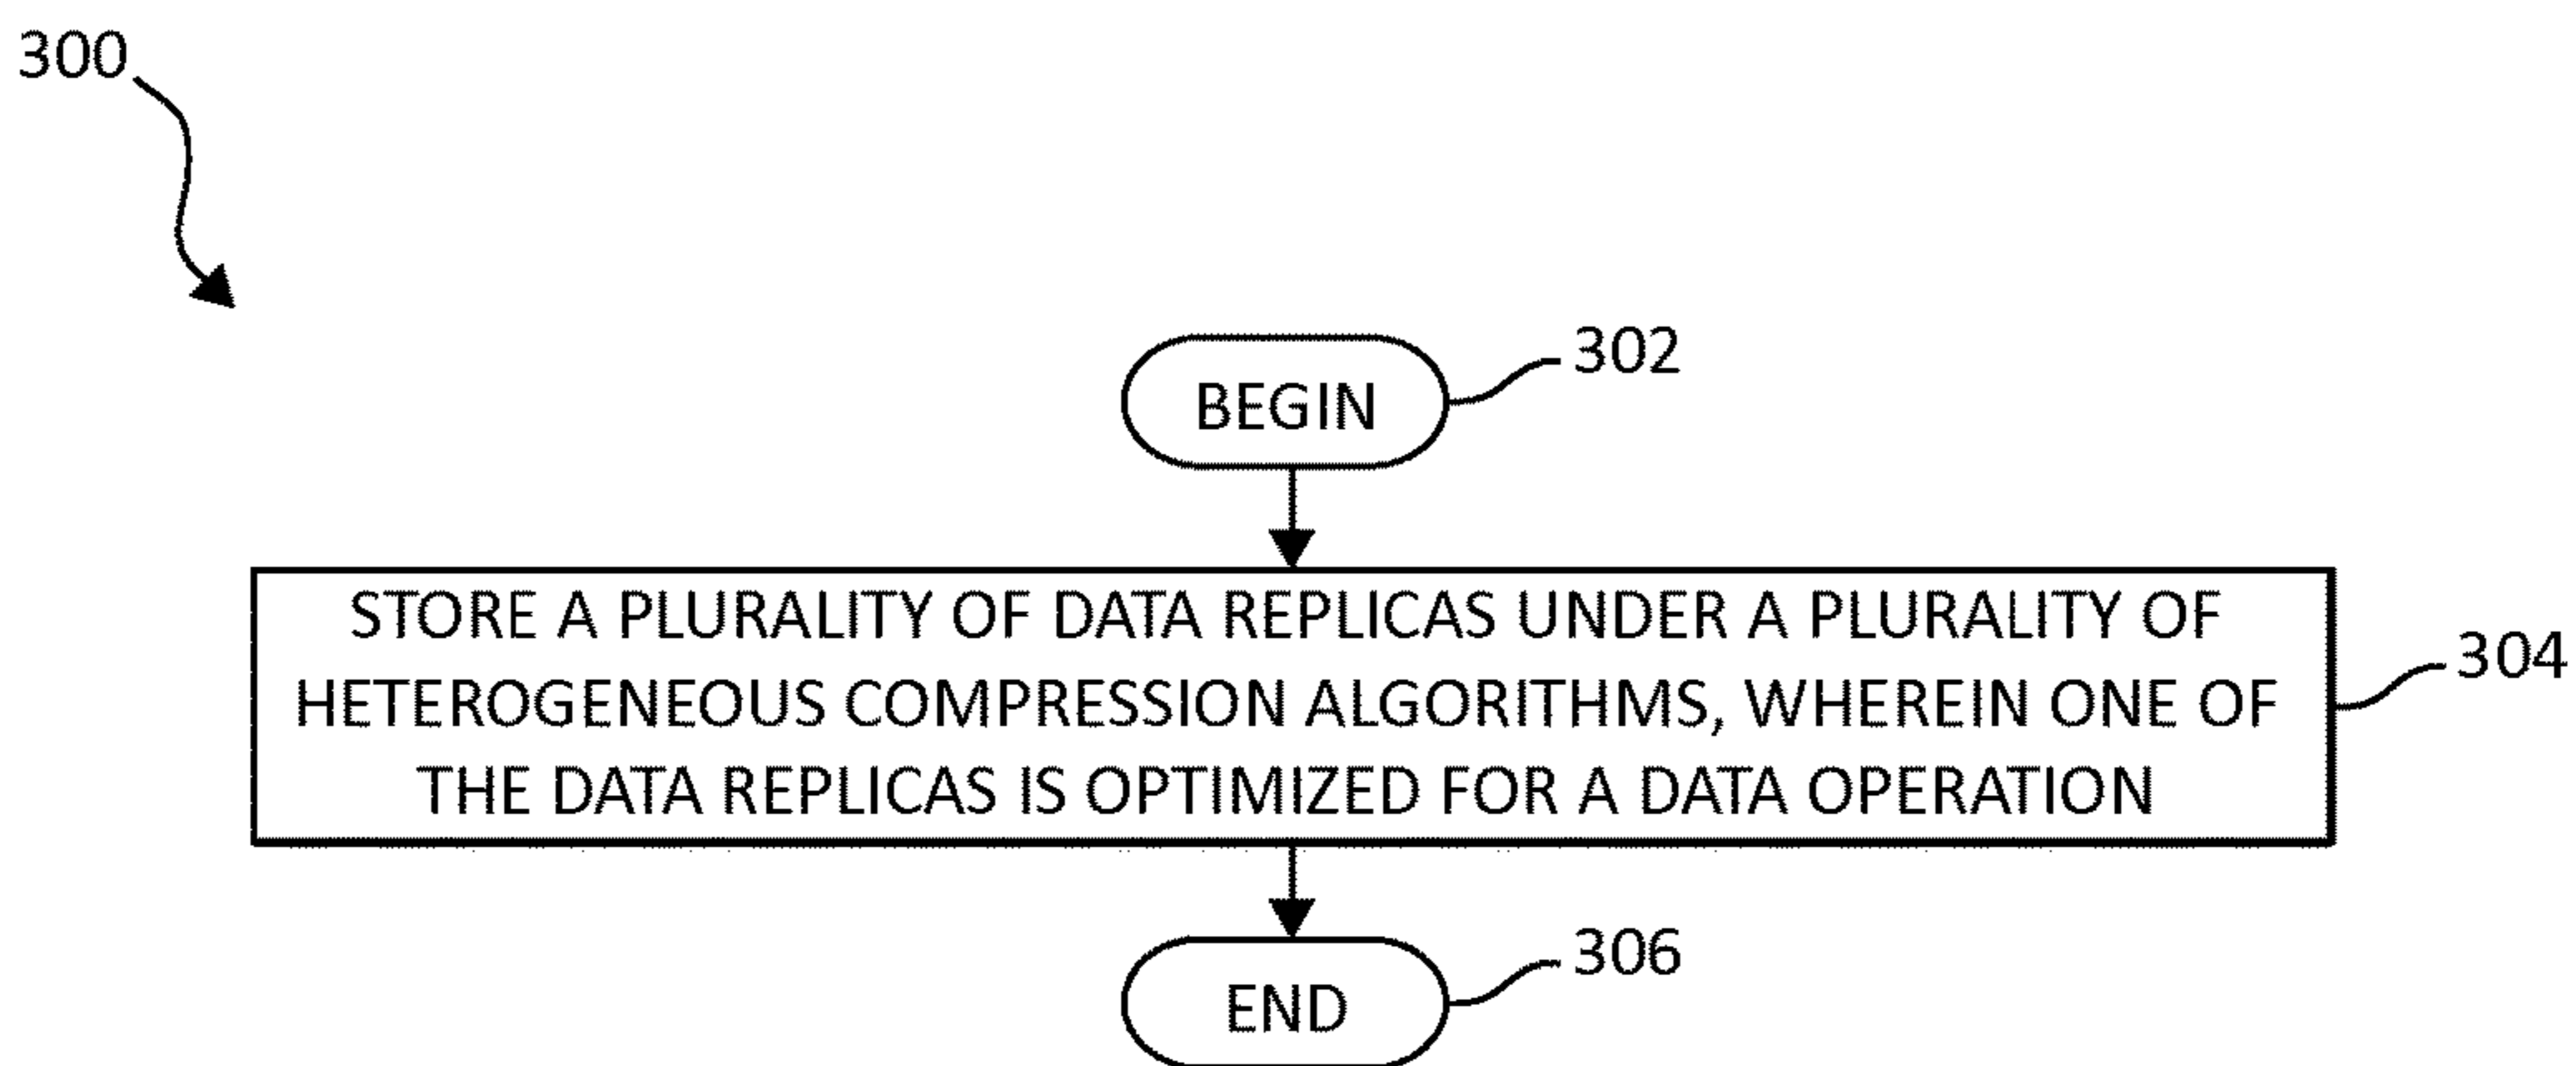 300
302
BEGIN
STORE A PLURALITY OF DATA REPLICAS UNDER A PLURALITY OF
HETEROGENEOUS COMPRESSION ALGORITHMS, WHEREIN ONE OF
THE DATA REPLICAS IS OPTIMIZED FOR A DATA OPERATION
304
306
END